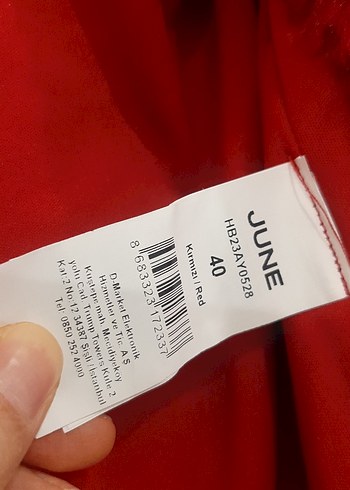 JUNE
HB23AY0528
40
Kırmızı / Red
8 683323 172337
D-Market Elektronik
Hizmetler ve Tic A.Ş
Kuştepe mah. Mecidiyeköy
yolu Cad Trump Towers Kule 2
Kat 2 No:12 34387 Şişli / İstanbul
Tel: 0850 252 4000